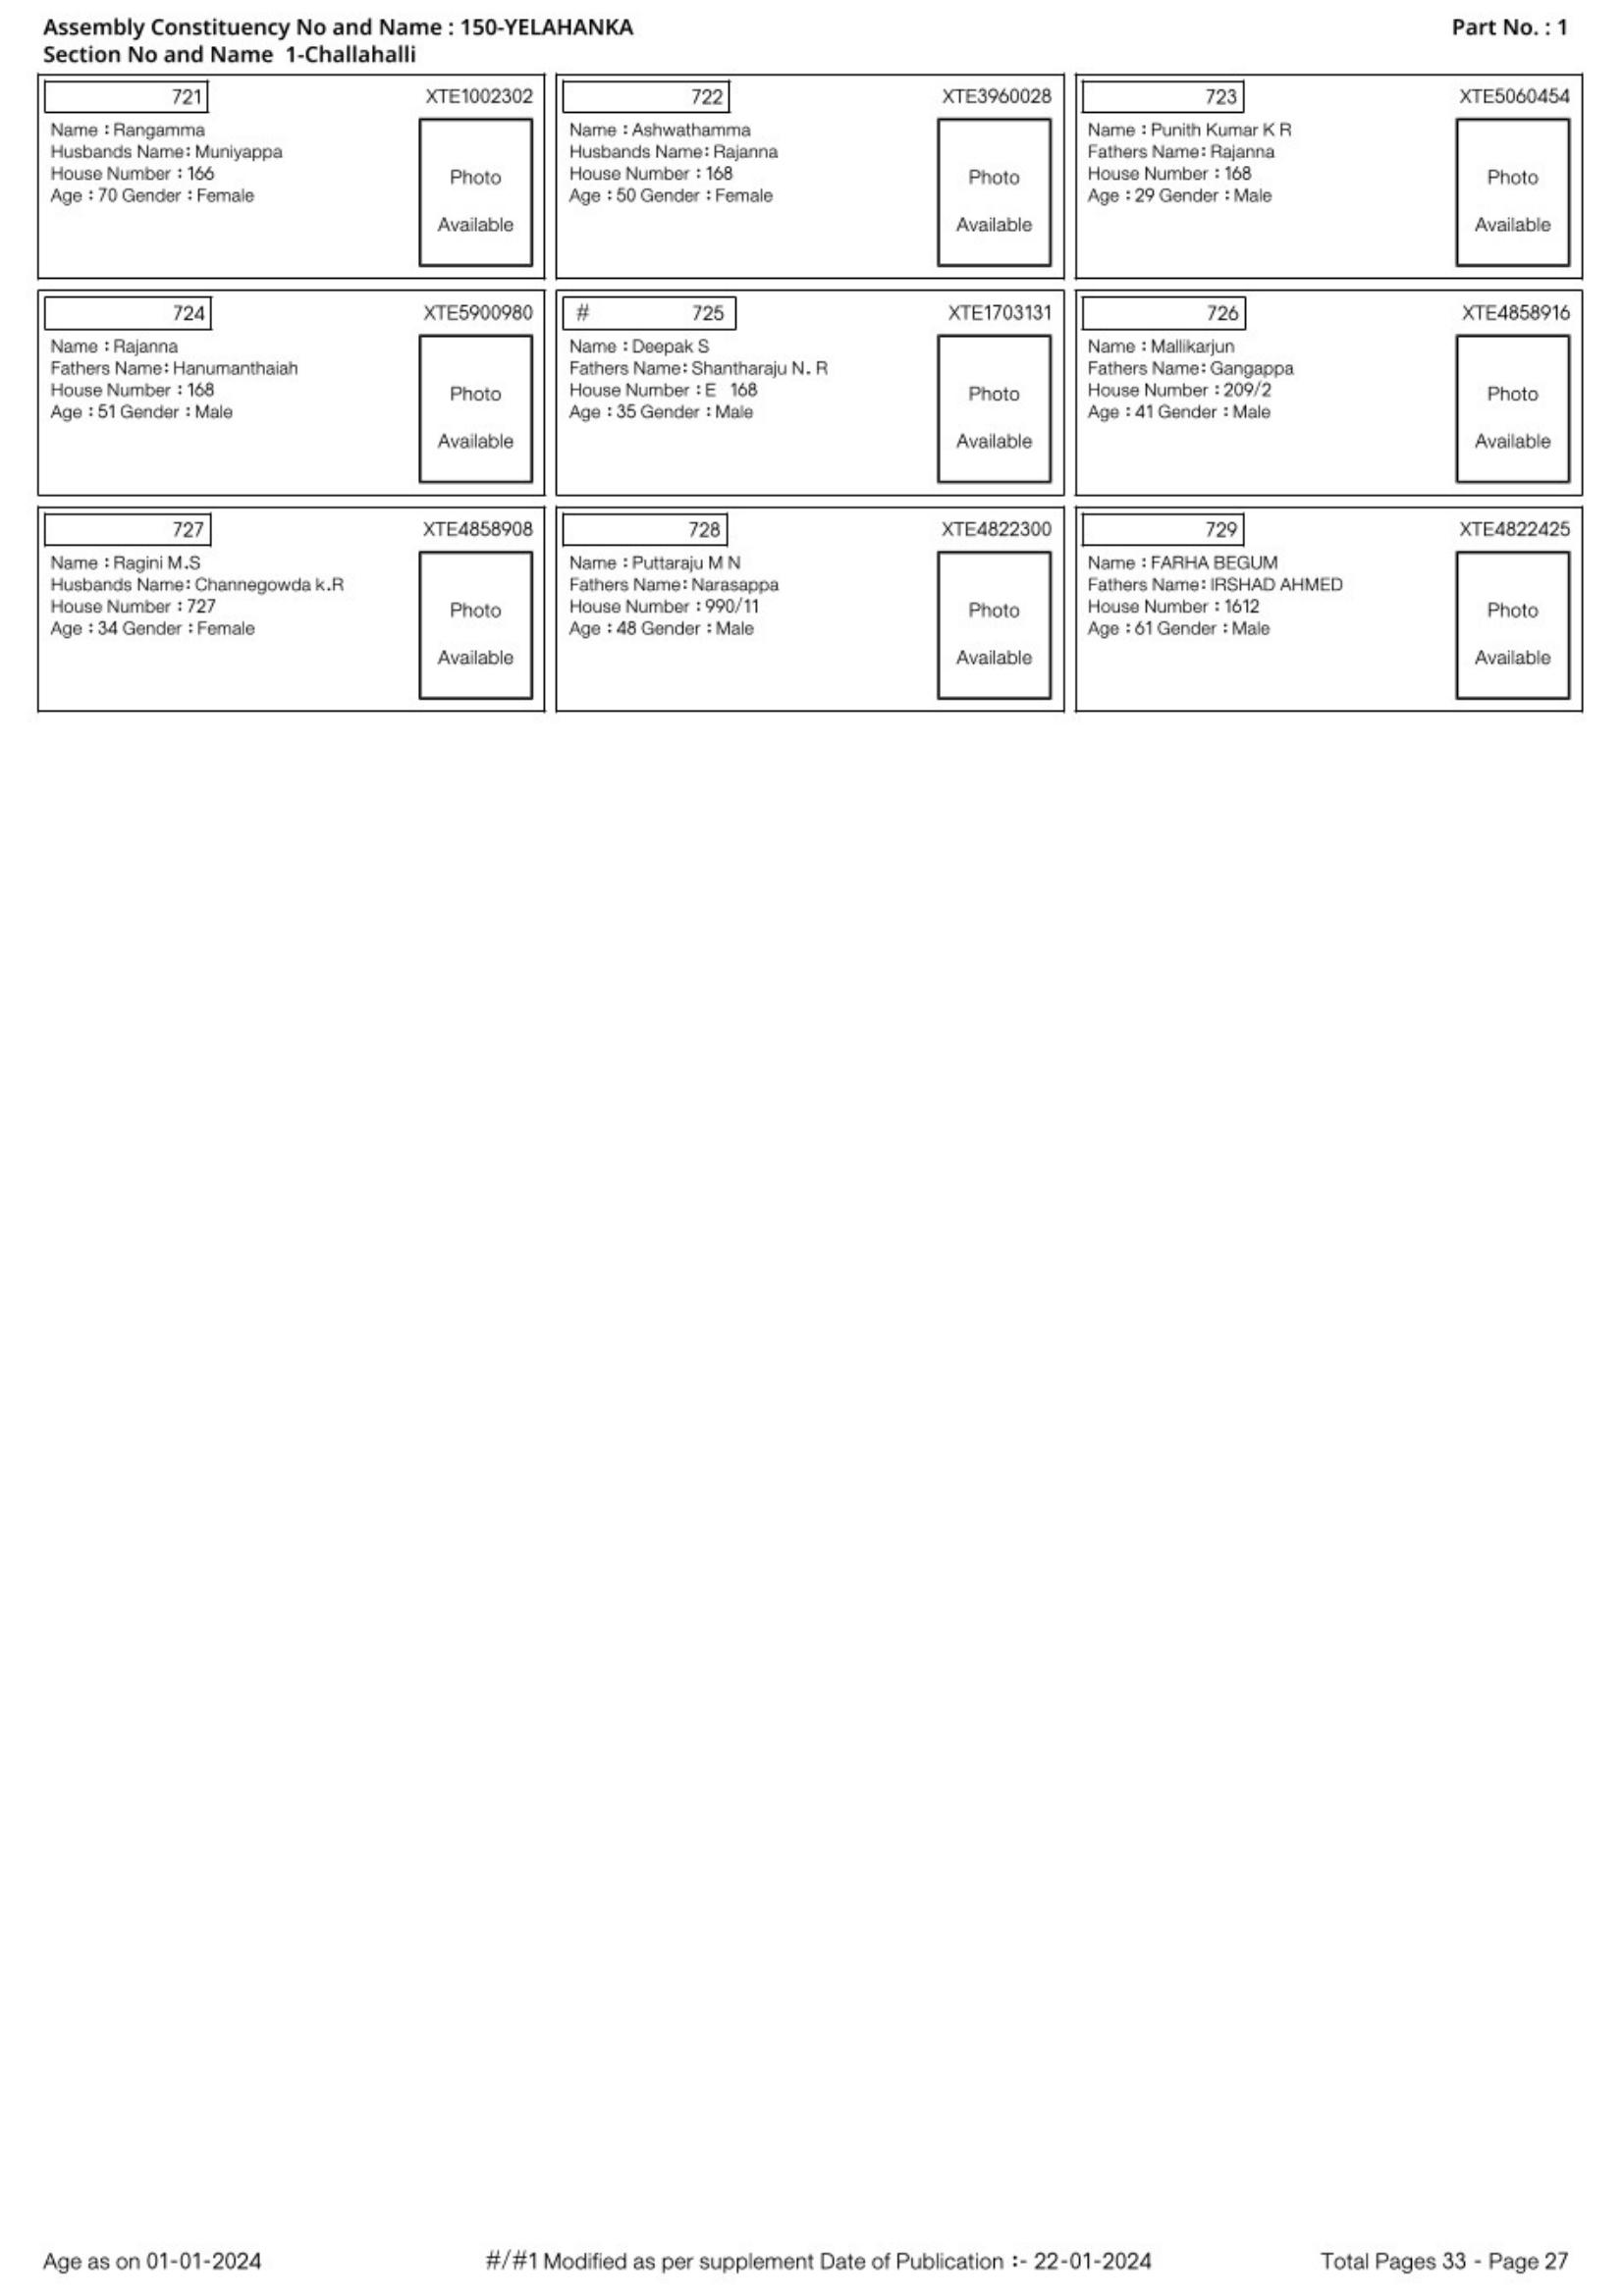 Assembly Constituency No and Name : 150-YELAHANKA Part No. : 1
Section No and Name 1-Challahalli
721 XTE1002302
Name : Rangamma
Husbands Name: Muniyappa
House Number : 166
Age : 70 Gender : Female
Photo
Available
722 XTE3960028
Name : Ashwathamma
Husbands Name: Rajanna
House Number : 168
Age : 50 Gender : Female
Photo
Available
723 XTE5060454
Name : Punith Kumar K R
Fathers Name: Rajanna
House Number : 168
Age : 29 Gender : Male
Photo
Available
724 XTE5900980
Name : Rajanna
Fathers Name: Hanumanthaiah
House Number : 168
Age : 51 Gender : Male
Photo
Available
# 725 XTE1703131
Name : Deepak S
Fathers Name: Shantharaju N. R
House Number : E 168
Age : 35 Gender : Male
Photo
Available
726 XTE4858916
Name : Mallikarjun
Fathers Name: Gangappa
House Number : 209/2
Age : 41 Gender : Male
Photo
Available
727 XTE4858908
Name : Ragini M.S
Husbands Name: Channegowda k.R
House Number : 727
Age : 34 Gender : Female
Photo
Available
728 XTE4822300
Name : Puttaraju M N
Fathers Name: Narasappa
House Number : 990/11
Age : 48 Gender : Male
Photo
Available
729 XTE4822425
Name : FARHA BEGUM
Fathers Name: IRSHAD AHMED
House Number : 1612
Age : 61 Gender : Male
Photo
Available
Age as on 01-01-2024 #/#1 Modified as per supplement Date of Publication :- 22-01-2024 Total Pages 33 - Page 27